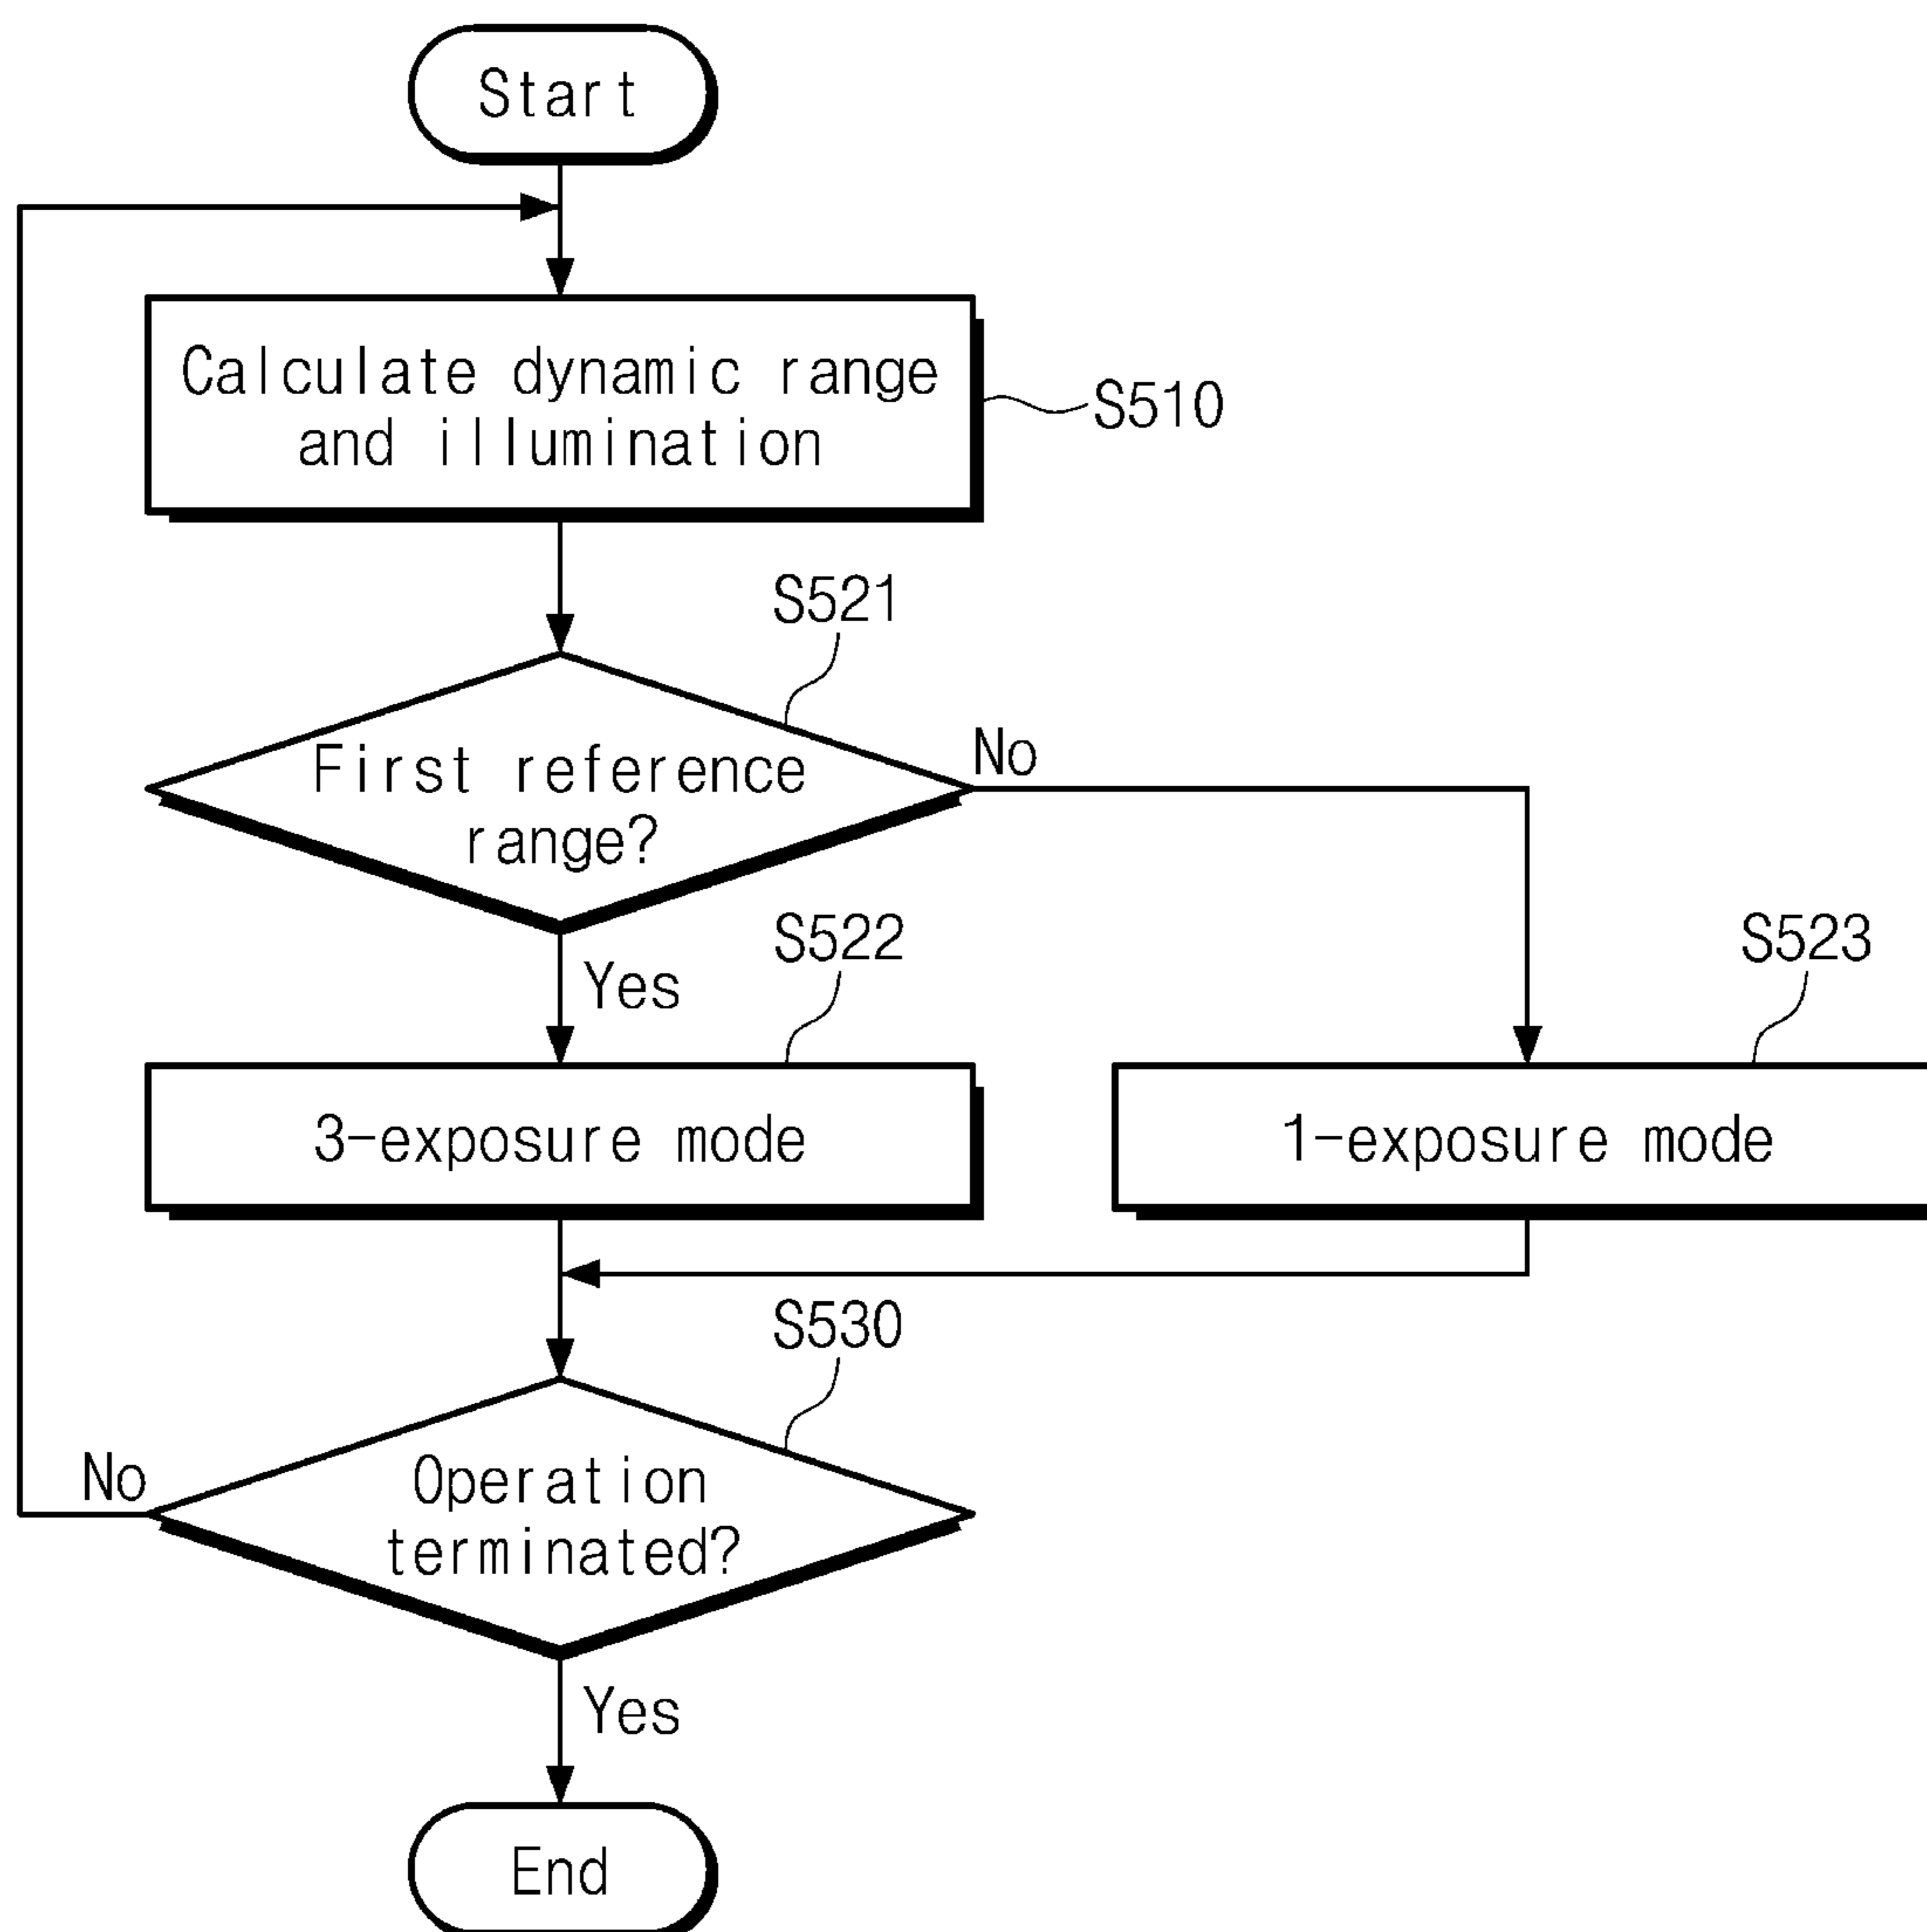 Start
Calculate dynamic range
and illumination
S510
S521
First reference
range?
No
Yes
S522
S523
3-exposure mode
1-exposure mode
S530
Operation
terminated?
No
Yes
End